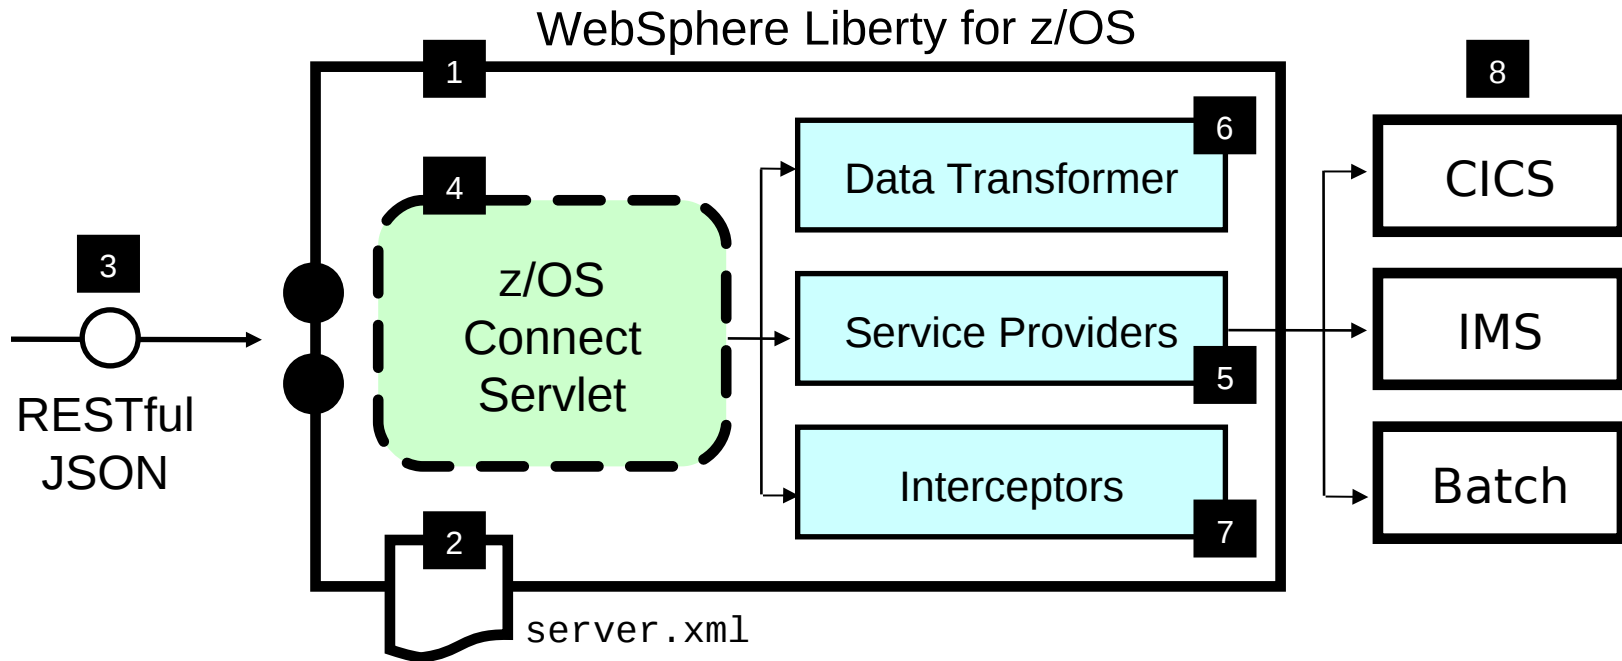 WebSphere Liberty for z/OS
1
8
6
Data Transformer
CICS
4
3
z/OS
Connect
Servlet
Service Providers
5
IMS
RESTful
JSON
Interceptors
7
Batch
2
server.xml